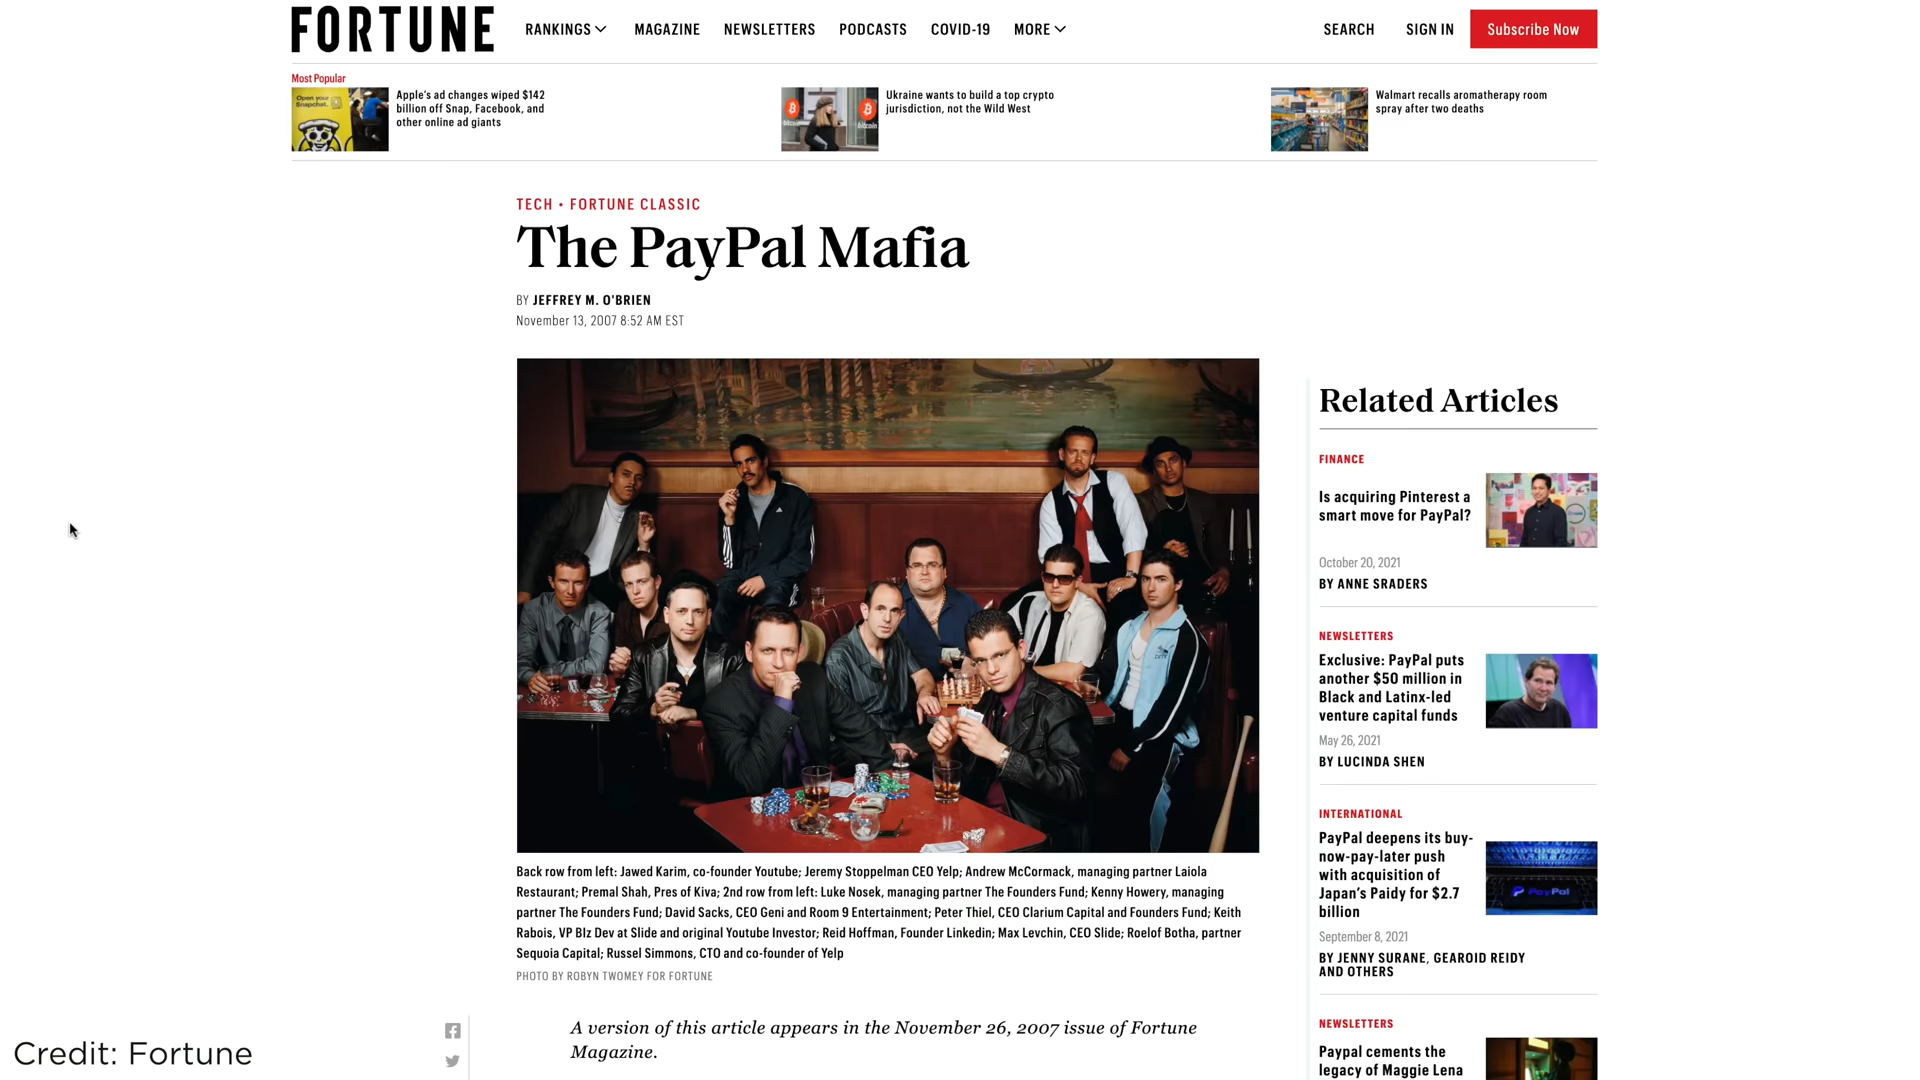 FORTUNE
RANKINGS
MAGAZINE
NEWSLETTERS
PODCASTS
COVID-19
MORE
SEARCH
SIGN IN
Subscribe Now
Most Popular
Apple's ad changes wiped $142
billion off Snap, Facebook, and
other online ad giants
Ukraine wants to build a top crypto
jurisdiction, not the Wild West
Walmart recalls aromatherapy room
spray after two deaths
TECH • FORTUNE CLASSIC
The PayPal Mafia
BY JEFFREY M. O'BRIEN
November 13, 2007 8:52 AM EST
Back row from left: Jawed Karim, co-founder Youtube; Jeremy Stoppelman CEO Yelp; Andrew McCormack, managing partner Laiola
Restaurant; Premal Shah, Pres of Kiva; 2nd row from left: Luke Nosek, managing partner The Founders Fund; Kenny Howery, managing
partner The Founders Fund; David Sacks, CEO Geni and Room 9 Entertainment; Peter Thiel, CEO Clarium Capital and Founders Fund; Keith
Rabois, VP BIz Dev at Slide and original Youtube Investor; Reid Hoffman, Founder Linkedin; Max Levchin, CEO Slide; Roelof Botha, partner
Sequoia Capital; Russel Simmons, CTO and co-founder of Yelp
PHOTO BY ROBYN TWOMEY FOR FORTUNE
A version of this article appears in the November 26, 2007 issue of Fortune
Magazine.
Related Articles
FINANCE
Is acquiring Pinterest a
smart move for PayPal?
October 20, 2021
BY ANNE SRADERS
NEWSLETTERS
Exclusive: PayPal puts
another $50 million in
Black and Latinx-led
venture capital funds
May 26, 2021
BY LUCINDA SHEN
INTERNATIONAL
PayPal deepens its buy-
now-pay-later push
with acquisition of
Japan's Paidy for $2.7
billion
PayPal
September 8, 2021
BY JENNY SURANE, GEAROID REIDY
AND OTHERS
NEWSLETTERS
Paypal cements the
legacy of Maggie Lena
Credit: Fortune